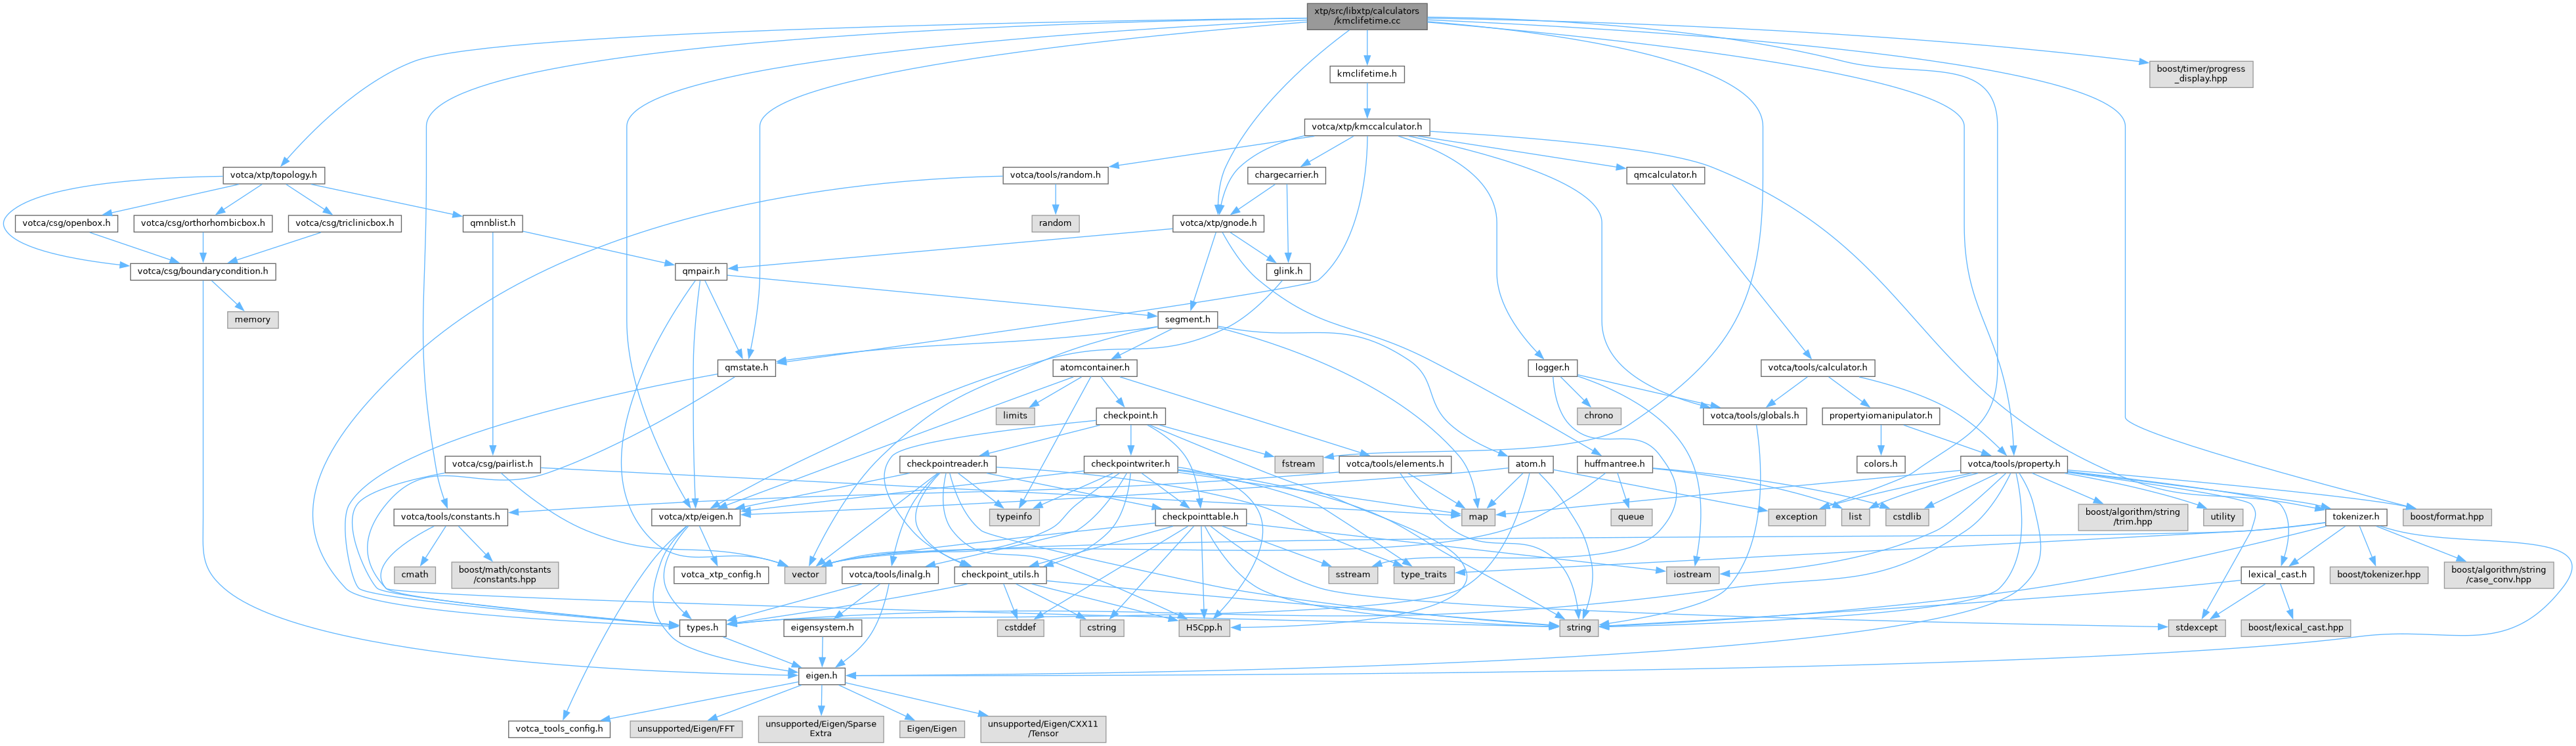 xtp/src/libxtp/calculators
/kmclifetime.cc
kmclifetime.h
boost/timer/progress
_display.hpp
votca/xtp/kmccalculator.h
votca/xtp/topology.h
votca/tools/random.h
chargecarrier.h
qmcalculator.h
votca/csg/openbox.h
votca/csg/orthorhombicbox.h
votca/csg/triclinicbox.h
qmnblist.h
random
votca/xtp/gnode.h
votca/csg/boundarycondition.h
qmpair.h
glink.h
memory
segment.h
qmstate.h
atomcontainer.h
logger.h
votca/tools/calculator.h
limits
checkpoint.h
chrono
votca/tools/globals.h
propertyiomanipulator.h
votca/csg/pairlist.h
checkpointreader.h
checkpointwriter.h
fstream
votca/tools/elements.h
atom.h
huffmantree.h
colors.h
votca/tools/property.h
votca/tools/constants.h
votca/xtp/eigen.h
typeinfo
checkpointtable.h
map
queue
exception
list
cstdlib
boost/algorithm/string
/trim.hpp
utility
tokenizer.h
boost/format.hpp
cmath
boost/math/constants
/constants.hpp
votca_xtp_config.h
vector
votca/tools/linalg.h
checkpoint_utils.h
sstream
type_traits
iostream
lexical_cast.h
boost/tokenizer.hpp
boost/algorithm/string
/case_conv.hpp
types.h
eigensystem.h
cstddef
cstring
H5Cpp.h
string
stdexcept
boost/lexical_cast.hpp
eigen.h
votca_tools_config.h
unsupported/Eigen/FFT
unsupported/Eigen/Sparse
Extra
Eigen/Eigen
unsupported/Eigen/CXX11
/Tensor